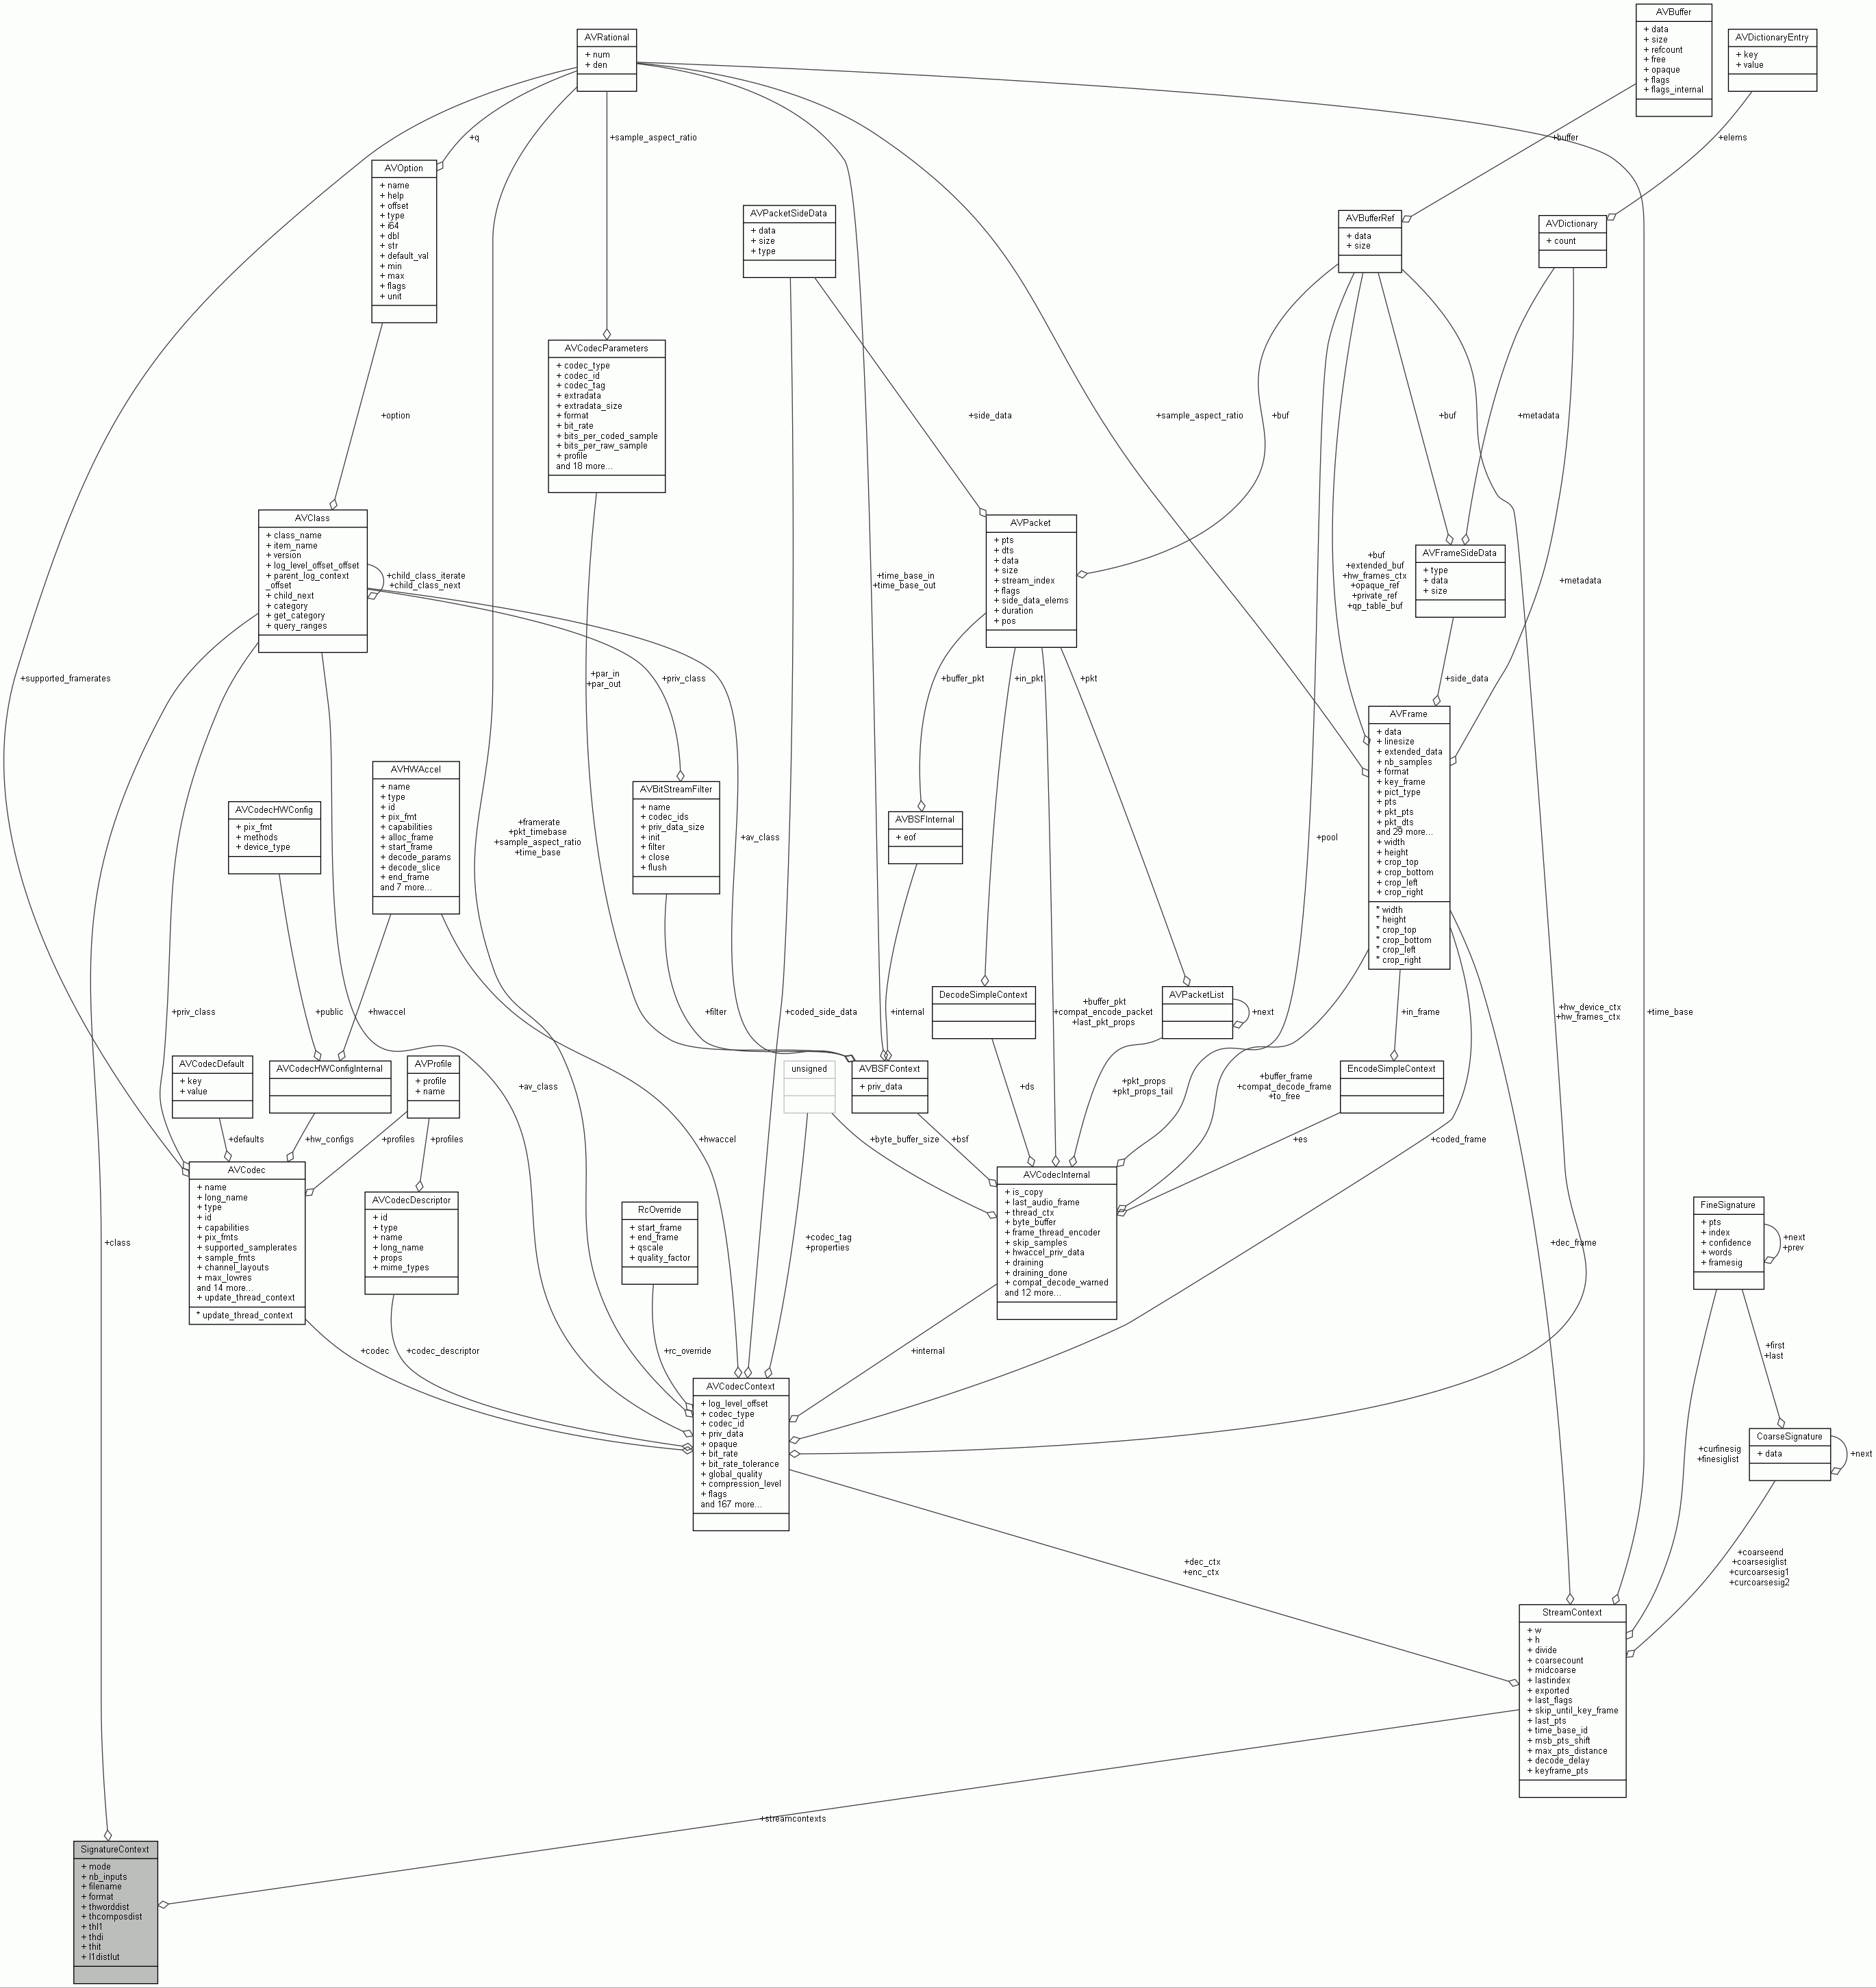 AVBuffer
+ data
+ size
+ refcount
+ free
+ opaque
+ flags
+ flags_internal
AVRational
+ num
+ den
AVDictionaryEntry
+ key
+ value
+q
+sample_aspect_ratio
+buffer
+elems
AVOption
+ name
+ help
+ offset
+ type
+ i64
+ dbl
+ str
+ default_val
+ min
+ max
+ flags
+ unit
AVPacketSideData
+ data
+ size
+ type
AVBufferRef
+ data
+ size
AVDictionary
+ count
AVCodecParameters
+ codec_type
+ codec_id
+ codec_tag
+ extradata
+ extradata_size
+ format
+ bit_rate
+ bits_per_coded_sample
+ bits_per_raw_sample
+ profile
and 18 more...
+option
+side_data
+sample_aspect_ratio
+buf
+buf
+metadata
AVClass
+ class_name
+ item_name
+ version
+ log_level_offset_offset
+ parent_log_context
_offset
+ child_next
+ category
+ get_category
+ query_ranges
+child_class_iterate
+child_class_next
+time_base_in
+time_base_out
AVPacket
+ pts
+ dts
+ data
+ size
+ stream_index
+ flags
+ side_data_elems
+ duration
+ pos
+buf
+extended_buf
+hw_frames_ctx
+opaque_ref
+private_ref
+qp_table_buf
AVFrameSideData
+ type
+ data
+ size
+metadata
+supported_framerates
+par_in
+par_out
+priv_class
+buffer_pkt
+in_pkt
+pkt
+side_data
AVFrame
+ data
+ linesize
+ extended_data
+ nb_samples
+ format
+ key_frame
+ pict_type
+ pts
+ pkt_pts
+ pkt_dts
and 29 more...
+ width
+ height
+ crop_top
+ crop_bottom
+ crop_left
+ crop_right
* width
* height
* crop_top
* crop_bottom
* crop_left
* crop_right
AVCodecHWConfig
+ pix_fmt
+ methods
+ device_type
AVHWAccel
+ name
+ type
+ id
+ pix_fmt
+ capabilities
+ alloc_frame
+ start_frame
+ decode_params
+ decode_slice
+ end_frame
and 7 more...
+framerate
+pkt_timebase
+sample_aspect_ratio
+time_base
AVBitStreamFilter
+ name
+ codec_ids
+ priv_data_size
+ init
+ filter
+ close
+ flush
+av_class
AVBSFInternal
+ eof
+pool
+priv_class
+public
+hwaccel
+filter
+coded_side_data
+internal
DecodeSimpleContext
+buffer_pkt
+compat_encode_packet
+last_pkt_props
AVPacketList
+next
+in_frame
+hw_device_ctx
+hw_frames_ctx
+time_base
AVCodecDefault
+ key
+ value
AVCodecHWConfigInternal
AVProfile
+ profile
+ name
+av_class
unsigned
AVBSFContext
+ priv_data
+ds
+pkt_props
+pkt_props_tail
+buffer_frame
+compat_decode_frame
+to_free
EncodeSimpleContext
+defaults
+hw_configs
+profiles
+profiles
+hwaccel
+byte_buffer_size
+bsf
+es
+coded_frame
AVCodec
+ name
+ long_name
+ type
+ id
+ capabilities
+ pix_fmts
+ supported_samplerates
+ sample_fmts
+ channel_layouts
+ max_lowres
and 14 more...
+ update_thread_context
* update_thread_context
AVCodecDescriptor
+ id
+ type
+ name
+ long_name
+ props
+ mime_types
RcOverride
+ start_frame
+ end_frame
+ qscale
+ quality_factor
+codec_tag
+properties
AVCodecInternal
+ is_copy
+ last_audio_frame
+ thread_ctx
+ byte_buffer
+ frame_thread_encoder
+ skip_samples
+ hwaccel_priv_data
+ draining
+ draining_done
+ compat_decode_warned
and 12 more...
+class
+dec_frame
FineSignature
+ pts
+ index
+ confidence
+ words
+ framesig
+next
+prev
+codec
+codec_descriptor
+rc_override
+internal
+first
+last
AVCodecContext
+ log_level_offset
+ codec_type
+ codec_id
+ priv_data
+ opaque
+ bit_rate
+ bit_rate_tolerance
+ global_quality
+ compression_level
+ flags
and 167 more...
+curfinesig
+finesiglist
CoarseSignature
+ data
+next
+dec_ctx
+enc_ctx
+coarseend
+coarsesiglist
+curcoarsesig1
+curcoarsesig2
StreamContext
+ w
+ h
+ divide
+ coarsecount
+ midcoarse
+ lastindex
+ exported
+ last_flags
+ skip_until_key_frame
+ last_pts
+ time_base_id
+ msb_pts_shift
+ max_pts_distance
+ decode_delay
+ keyframe_pts
+streamcontexts
SignatureContext
+ mode
+ nb_inputs
+ filename
+ format
+ thworddist
+ thcomposdist
+ thl1
+ thdi
+ thit
+ l1distlut